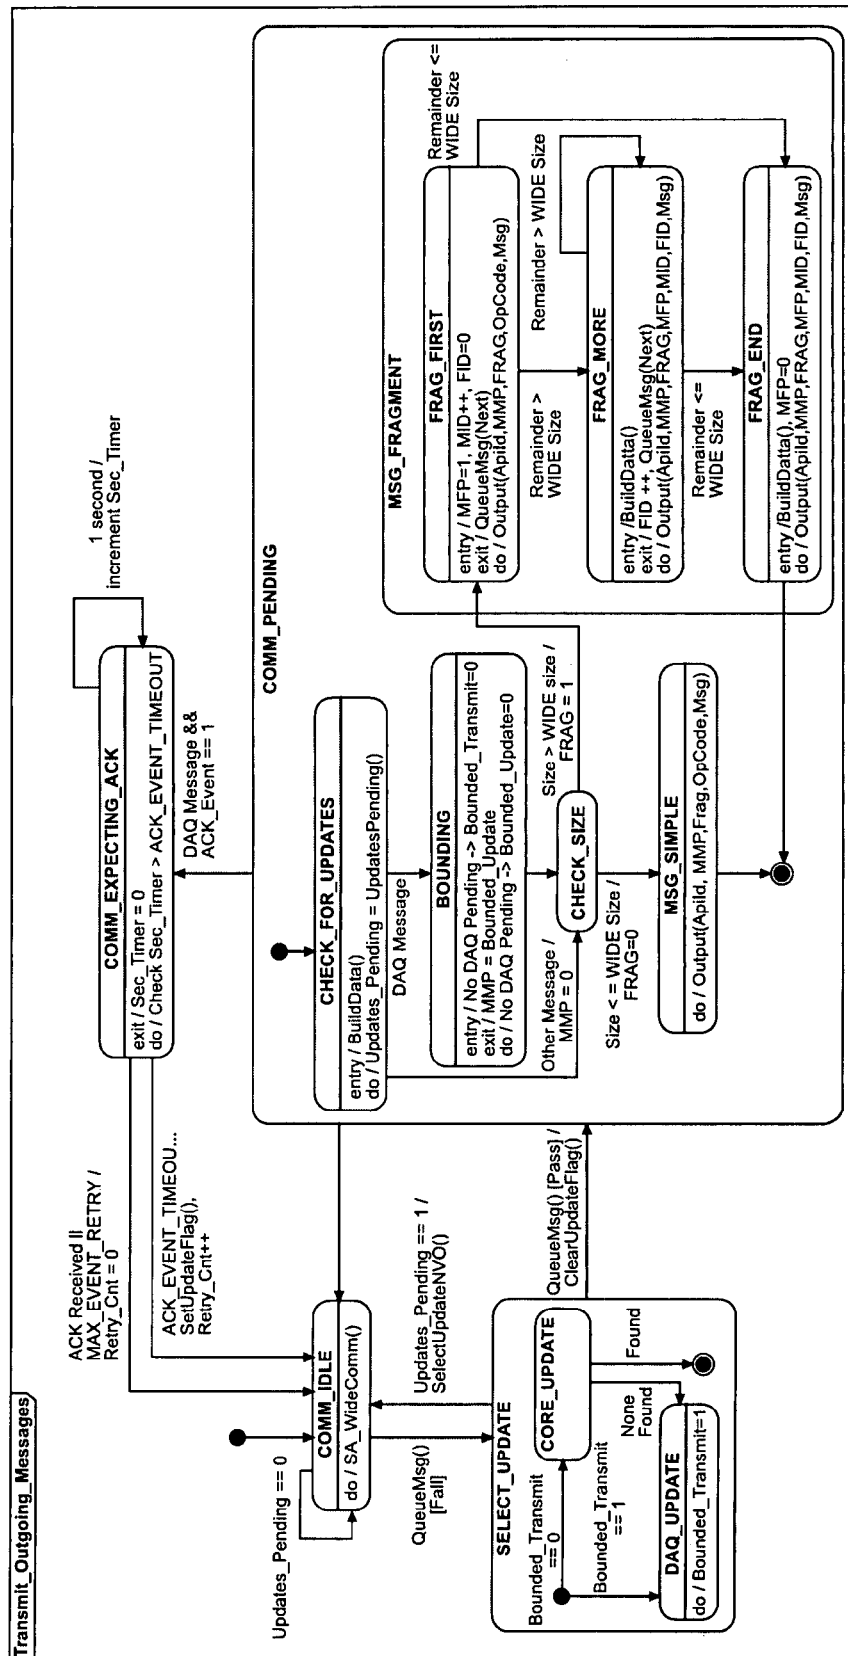 Transmit_Outgoing_Messages
Updates_Pending == 0
COMM_IDLE
do / SA_WideComm()
ACK Received ||
MAX_EVENT_RETRY /
Retry_Cnt = 0
ACK_EVENT_TIMEOU...
SetUpdateFlag(),
Retry_Cnt++
COMM_EXPECTING_ACK
exit / Sec_Timer = 0
do / Check Sec_Timer > ACK_EVENT_TIMEOUT
1 second /
increment Sec_Timer
DAQ Message &&
ACK_Event == 1
QueueMsg()
[Fail]
Updates_Pending == 1 /
SelectUpdateNVO()
SELECT_UPDATE
Bounded_Transmit
== 0
Bounded_Transmit
== 1
CORE_UPDATE
None
Found
Found
DAQ_UPDATE
do / Bounded_Transmit=1
QueueMsg() [Pass] /
ClearUpdateFlag()
COMM_PENDING
CHECK_FOR_UPDATES
entry / BuildData()
do / Updates_Pending = UpdatesPending()
DAQ Message
BOUNDING
entry / No DAQ Pending -> Bounded_Transmit=0
exit / MMP = Bounded_Update
do / No DAQ Pending -> Bounded_Update=0
Other Message /
MMP = 0
CHECK_SIZE
Size > WIDE size /
FRAG = 1
Size < = WIDE Size /
FRAG=0
MSG_SIMPLE
do / Output(ApiId, MMP,Frag,OpCode,Msg)
MSG_FRAGMENT
FRAG_FIRST
entry / MFP=1, MID++, FID=0
exit / QueueMsg(Next)
do / Output(ApiId,MMP,FRAG,OpCode,Msg)
Remainder <=
WIDE Size
Remainder >
WIDE Size
Remainder > WIDE Size
FRAG_MORE
entry /BuildDatta()
exit / FID ++, QueueMsg(Next)
do / Output(ApiId,MMP,FRAG,MFP,MID,FID,Msg)
Remainder <=
WIDE Size
FRAG_END
entry /BuildDatta(), MFP=0
do / Output(ApiId,MMP,FRAG,MFP,MID,FID,Msg)